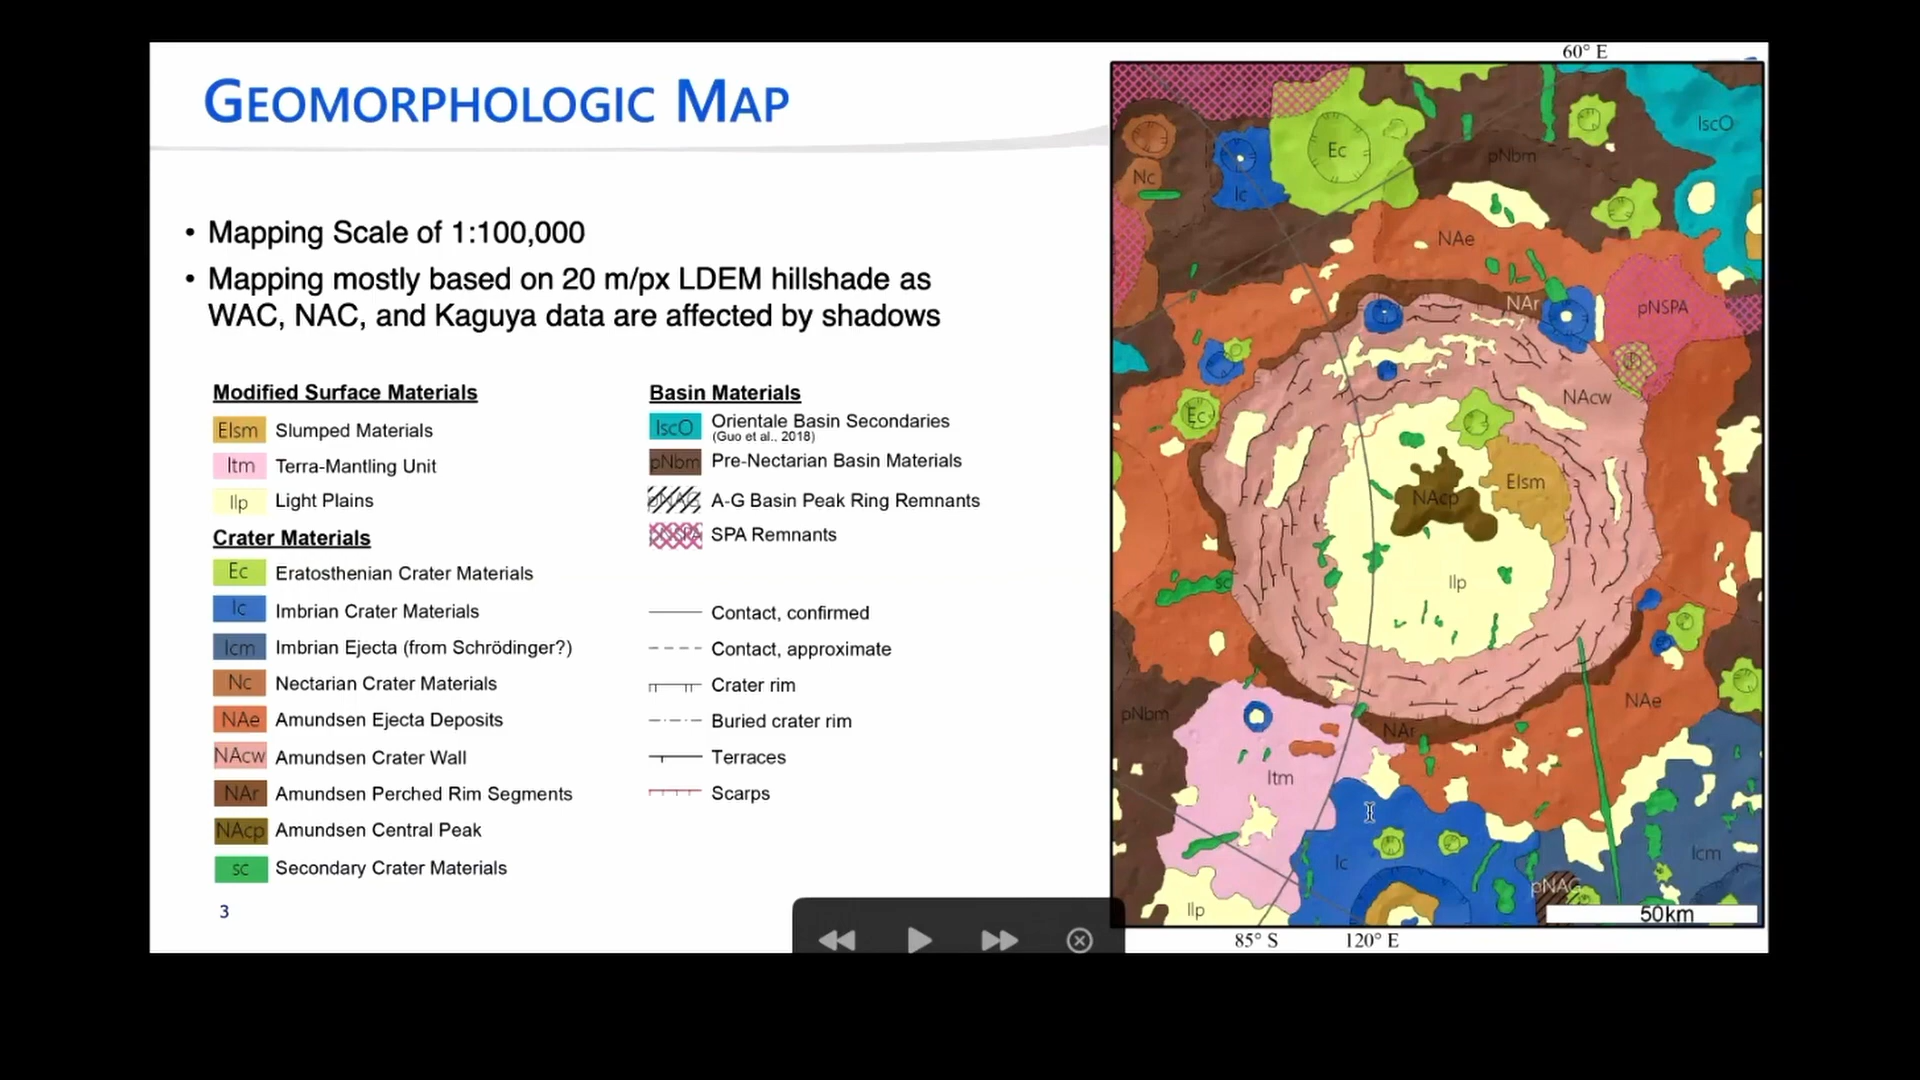 GEOMORPHOLOGIC MAP
• Mapping Scale of 1:100,000
• Mapping mostly based on 20 m/px LDEM hillshade as
WAC, NAC, and Kaguya data are affected by shadows
Modified Surface Materials
EIsm Slumped Materials
Itm Terra-Mantling Unit
Ilp Light Plains
Crater Materials
Ec Eratosthenian Crater Materials
Ic Imbrian Crater Materials
Icm Imbrian Ejecta (from Schrödinger?)
Nc Nectarian Crater Materials
NAe Amundsen Ejecta Deposits
NAcw Amundsen Crater Wall
NAr Amundsen Perched Rim Segments
NAcp Amundsen Central Peak
sc Secondary Crater Materials
3
Basin Materials
IscO Orientale Basin Secondaries
(Guo et al.. 2018)
pNbm Pre-Nectarian Basin Materials
A-G Basin Peak Ring Remnants
SPA Remnants
Contact, confirmed
Contact, approximate
Crater rim
Buried crater rim
Terraces
Scarps
60° E
IscO
Ec
pNbm
Nc
Ic
NAe
NAr
pNSPA
NAcw
Ec
EIsm
NAcp
Ilp
sc
NAe
pNbm
NAr
Itm
Ic
Icm
pNAG
Ilp
50km
85° S
120° E